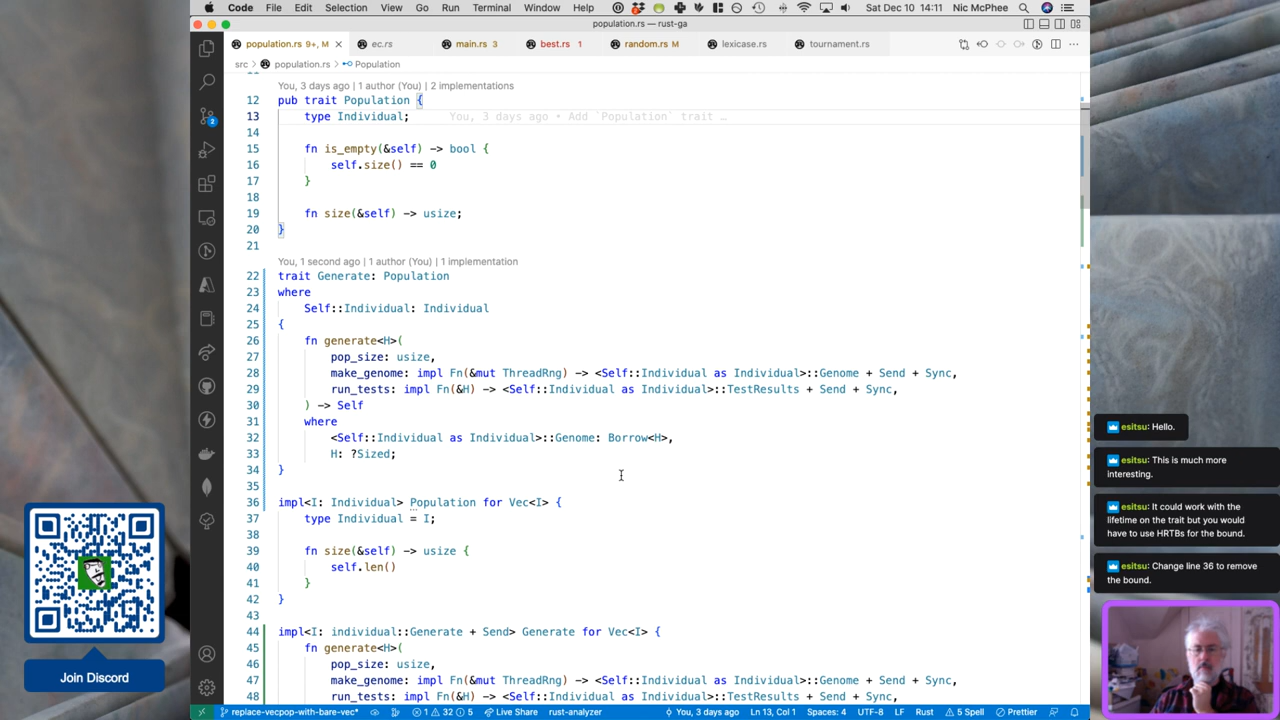 Code File Edit Selection View Go Run Terminal Window Help Sat Dec 10 14:11 Nic McPhee
population.rs — rust-ga
population.rs 9+, M ec.rs main.rs 3 best.rs 1 random.rs M lexicase.rs tournament.rs
src > population.rs > Population
11
You, 3 days ago | 1 author (You) | 2 implementations
12 pub trait Population {
13 type Individual; You, 3 days ago • Add `Population` trait …
14
15 fn is_empty(&self) -> bool {
16 self.size() == 0
17 }
18
19 fn size(&self) -> usize;
20 }
21
You, 1 second ago | 1 author (You) | 1 implementation
22 trait Generate: Population
23 where
24 Self::Individual: Individual
25 {
26 fn generate<H>(
27 pop_size: usize,
28 make_genome: impl Fn(&mut ThreadRng) -> <Self::Individual as Individual>::Genome + Send + Sync,
29 run_tests: impl Fn(&H) -> <Self::Individual as Individual>::TestResults + Send + Sync,
30 ) -> Self
31 where
32 <Self::Individual as Individual>::Genome: Borrow<H>,
33 H: ?Sized;
34 }
35
36 impl<I: Individual> Population for Vec<I> {
37 type Individual = I;
38
39 fn size(&self) -> usize {
40 self.len()
41 }
42 }
43
44 impl<I: individual::Generate + Send> Generate for Vec<I> {
45 fn generate<H>(
46 pop_size: usize,
47 make_genome: impl Fn(&mut ThreadRng) -> <Self::Individual as Individual>::Genome + Send + Sync,
48 run_tests: impl Fn(&H) -> <Self::Individual as Individual>::TestResults + Send + Sync,
esitsu: Hello.
esitsu: This is much more
interesting.
esitsu: It could work with the
lifetime on the trait but you would
have to use HRTBs for the bound.
esitsu: Change line 36 to remove
the bound.
Join Discord
2
replace-vecpop-with-bare-vec* 1 32 5 Live Share rust-analyzer You, 3 days ago Ln 13, Col 1 Spaces: 4 UTF-8 LF Rust 5 Spell Prettier